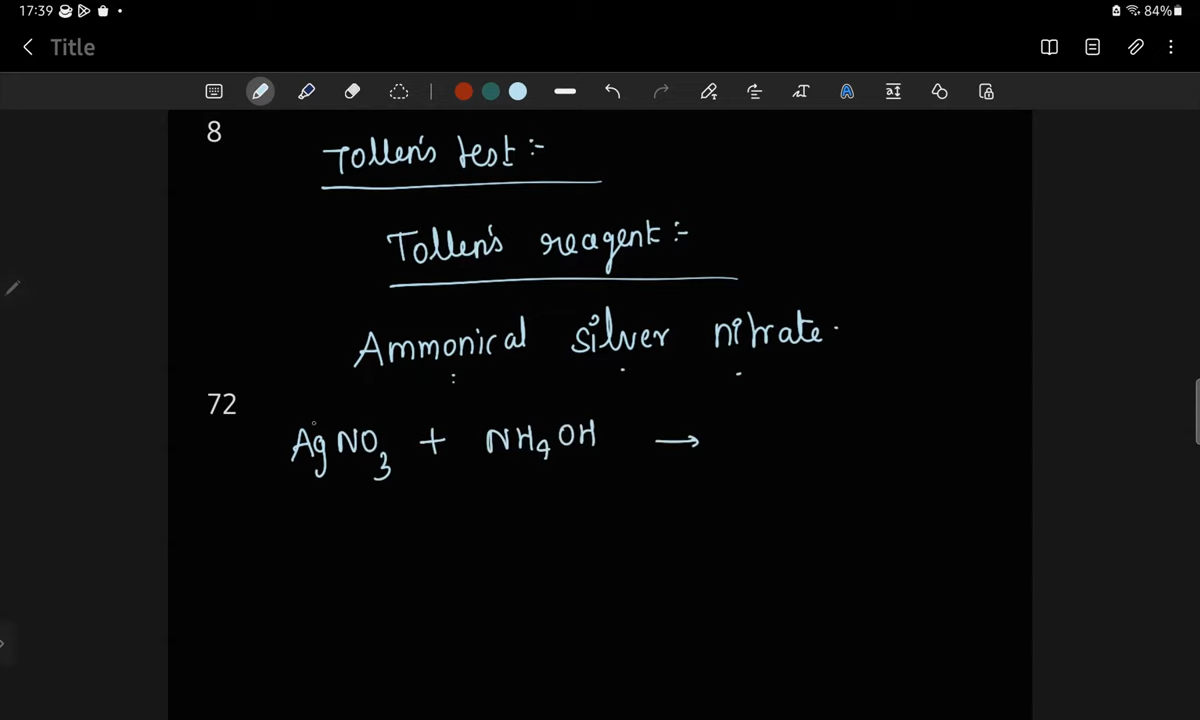 17:39 84%
Title
8
Tollen's test :-
Tollen's reagent :-
Ammonical silver nitrate.
72
AgNO3 + NH4OH →